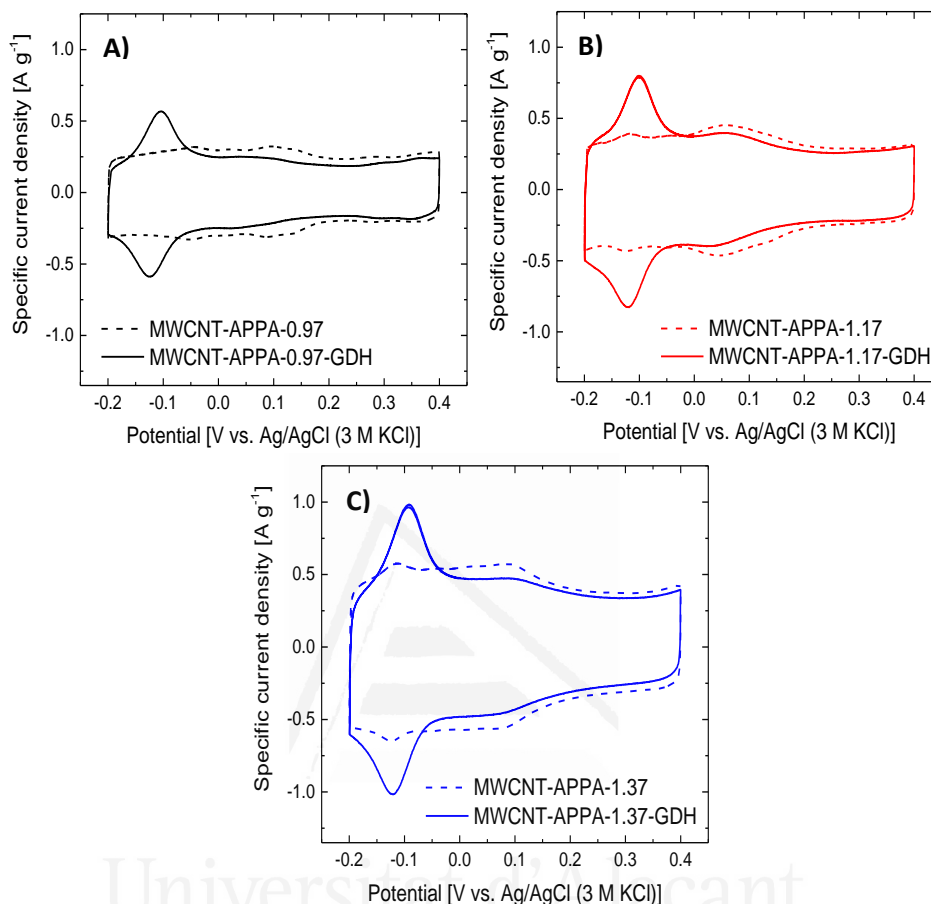 A)
Specific current density [A g⁻¹]
1.0
0.5
0.0
-0.5
-1.0
MWCNT-APPA-0.97
MWCNT-APPA-0.97-GDH
-0.2 -0.1 0.0 0.1 0.2 0.3 0.4
Potential [V vs. Ag/AgCl (3 M KCl)]
B)
Specific current density [A g⁻¹]
1.0
0.5
0.0
-0.5
-1.0
MWCNT-APPA-1.17
MWCNT-APPA-1.17-GDH
-0.2 -0.1 0.0 0.1 0.2 0.3 0.4
Potential [V vs. Ag/AgCl (3 M KCl)]
C)
Specific current density [A g⁻¹]
1.0
0.5
0.0
-0.5
-1.0
MWCNT-APPA-1.37
MWCNT-APPA-1.37-GDH
-0.2 -0.1 0.0 0.1 0.2 0.3 0.4
Potential [V vs. Ag/AgCl (3 M KCl)]
Universitat d'Alacant